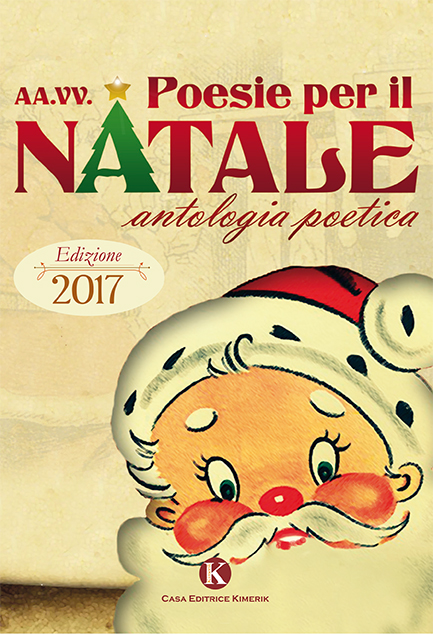 AA.VV. Poesie per il
NATALE
antologia poetica
Edizione
2017
K
CASA EDITRICE KIMERIK